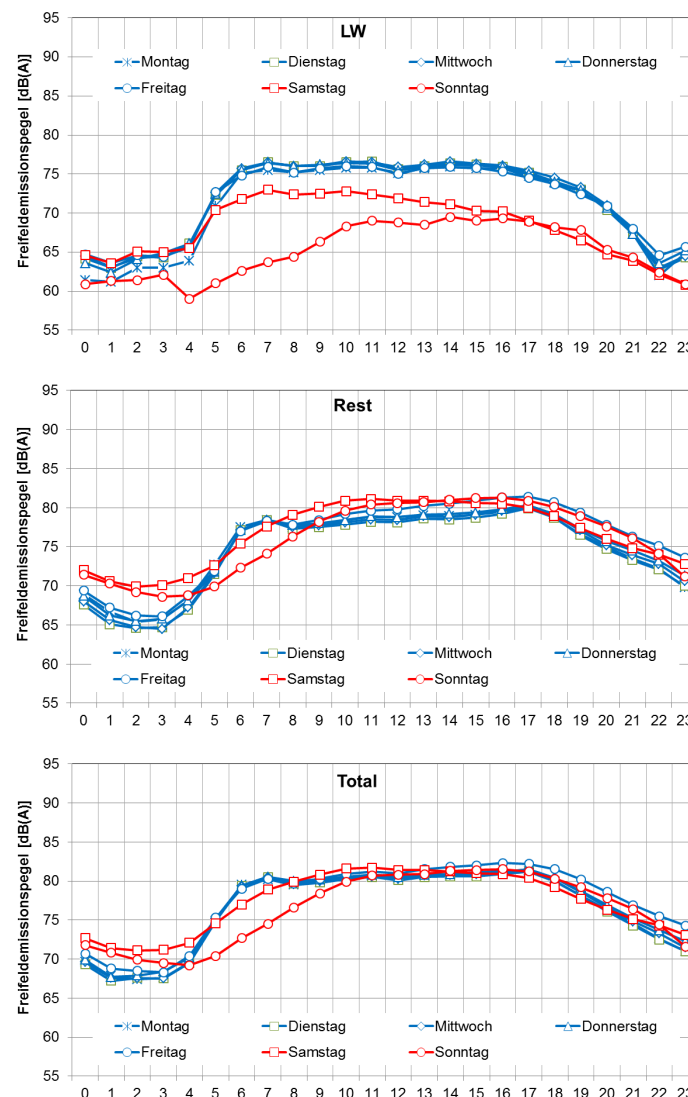 LW
Freifeldemissionspegel [dB(A)]
95
90
85
80
75
70
65
60
55
Montag Dienstag Mittwoch Donnerstag
Freitag Samstag Sonntag
0 1 2 3 4 5 6 7 8 9 10 11 12 13 14 15 16 17 18 19 20 21 22 23
Rest
Freifeldemissionspegel [dB(A)]
95
90
85
80
75
70
65
60
55
Montag Dienstag Mittwoch Donnerstag
Freitag Samstag Sonntag
0 1 2 3 4 5 6 7 8 9 10 11 12 13 14 15 16 17 18 19 20 21 22 23
Total
Freifeldemissionspegel [dB(A)]
95
90
85
80
75
70
65
60
55
Montag Dienstag Mittwoch Donnerstag
Freitag Samstag Sonntag
0 1 2 3 4 5 6 7 8 9 10 11 12 13 14 15 16 17 18 19 20 21 22 23